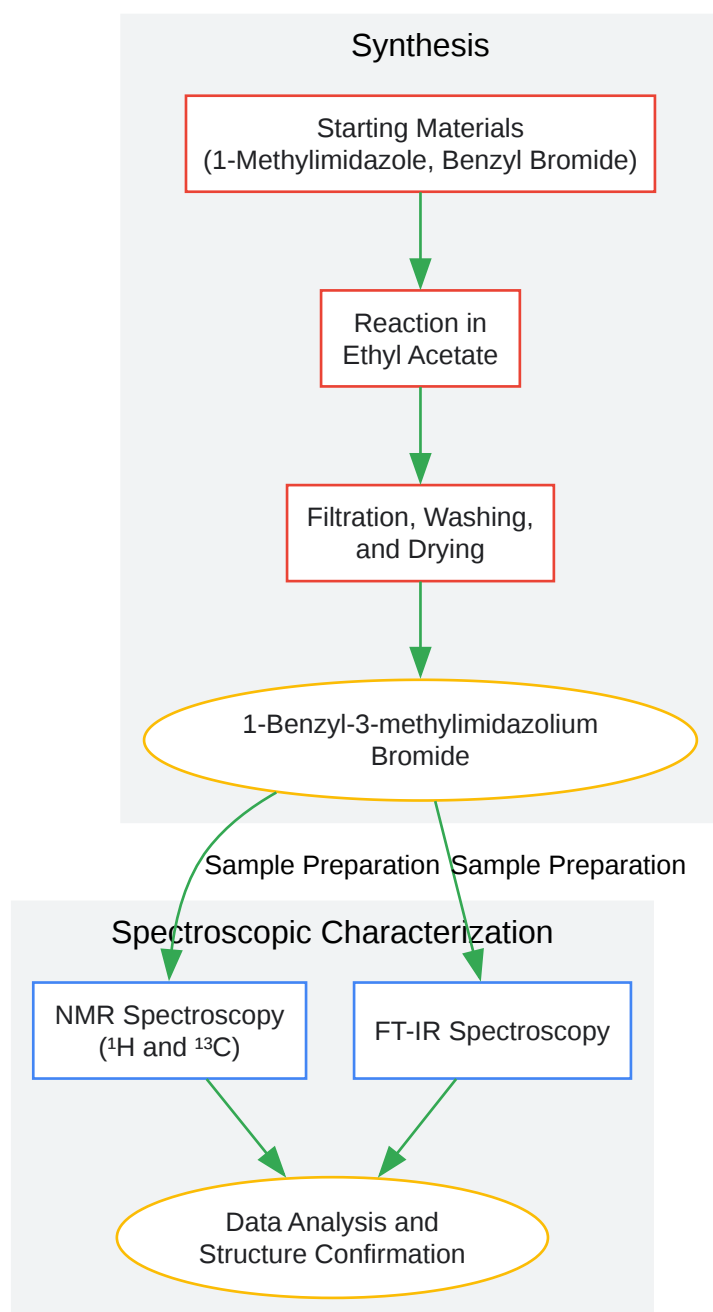 Synthesis
Starting Materials
(1-Methylimidazole, Benzyl Bromide)
Reaction in
Ethyl Acetate
Filtration, Washing,
and Drying
1-Benzyl-3-methylimidazolium
Bromide
Sample Preparation
Sample Preparation
Spectroscopic Characterization
NMR Spectroscopy
(¹H and ¹³C)
FT-IR Spectroscopy
Data Analysis and
Structure Confirmation